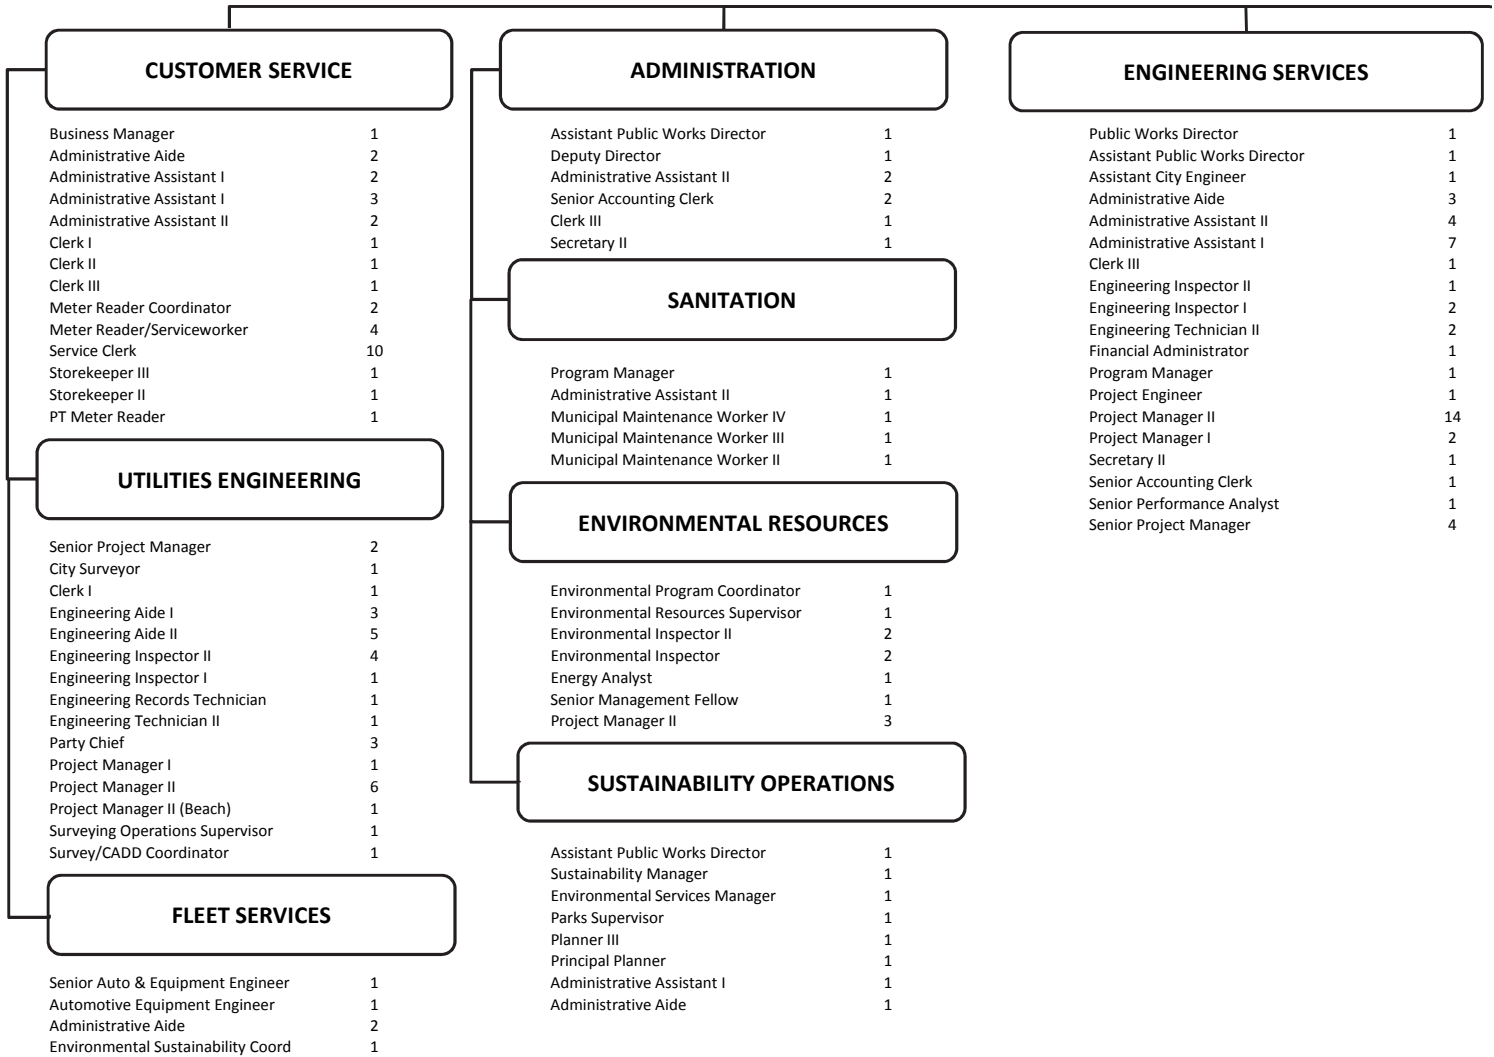 CUSTOMER SERVICE
Business Manager 1
Administrative Aide 2
Administrative Assistant I 2
Administrative Assistant I 3
Administrative Assistant II 2
Clerk I 1
Clerk II 1
Clerk III 1
Meter Reader Coordinator 2
Meter Reader/Serviceworker 4
Service Clerk 10
Storekeeper III 1
Storekeeper II 1
PT Meter Reader 1
UTILITIES ENGINEERING
Senior Project Manager 2
City Surveyor 1
Clerk I 1
Engineering Aide I 3
Engineering Aide II 5
Engineering Inspector II 4
Engineering Inspector I 1
Engineering Records Technician 1
Engineering Technician II 1
Party Chief 3
Project Manager I 1
Project Manager II 6
Project Manager II (Beach) 1
Surveying Operations Supervisor 1
Survey/CADD Coordinator 1
FLEET SERVICES
Senior Auto & Equipment Engineer 1
Automotive Equipment Engineer 1
Administrative Aide 2
Environmental Sustainability Coord 1
ADMINISTRATION
Assistant Public Works Director 1
Deputy Director 1
Administrative Assistant II 2
Senior Accounting Clerk 2
Clerk III 1
Secretary II 1
SANITATION
Program Manager 1
Administrative Assistant II 1
Municipal Maintenance Worker IV 1
Municipal Maintenance Worker III 1
Municipal Maintenance Worker II 1
ENVIRONMENTAL RESOURCES
Environmental Program Coordinator 1
Environmental Resources Supervisor 1
Environmental Inspector II 2
Environmental Inspector 2
Energy Analyst 1
Senior Management Fellow 1
Project Manager II 3
SUSTAINABILITY OPERATIONS
Assistant Public Works Director 1
Sustainability Manager 1
Environmental Services Manager 1
Parks Supervisor 1
Planner III 1
Principal Planner 1
Administrative Assistant I 1
Administrative Aide 1
ENGINEERING SERVICES
Public Works Director 1
Assistant Public Works Director 1
Assistant City Engineer 1
Administrative Aide 3
Administrative Assistant II 4
Administrative Assistant I 7
Clerk III 1
Engineering Inspector II 1
Engineering Inspector I 2
Engineering Technician II 2
Financial Administrator 1
Program Manager 1
Project Engineer 1
Project Manager II 14
Project Manager I 2
Secretary II 1
Senior Accounting Clerk 1
Senior Performance Analyst 1
Senior Project Manager 4